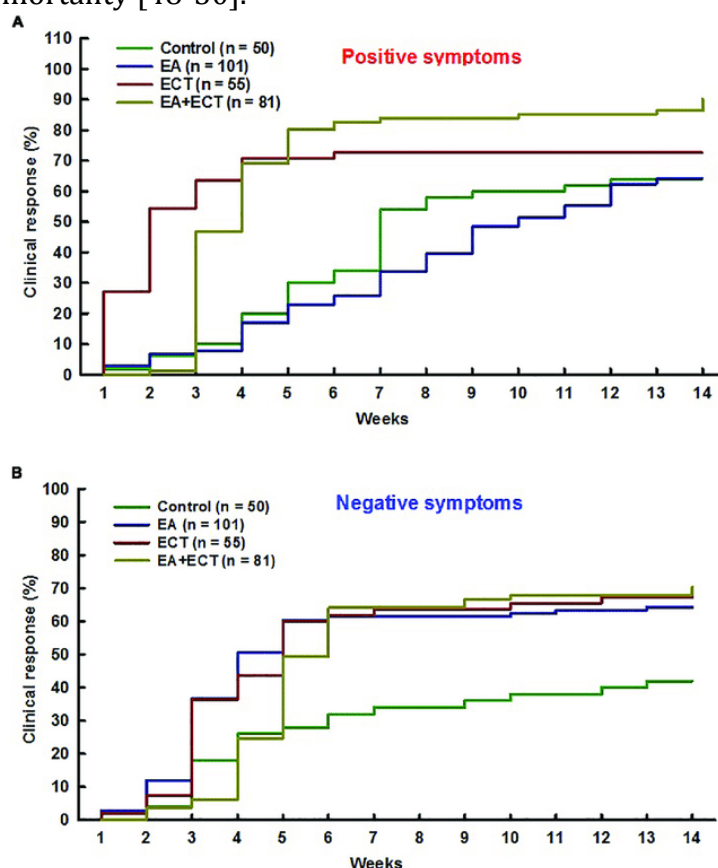 mortality [48-50].
A
Positive symptoms
Control (n = 50)
EA (n = 101)
ECT (n = 55)
EA+ECT (n = 81)
Clinical response (%)
110
100
90
80
70
60
50
40
30
20
10
0
1 2 3 4 5 6 7 8 9 10 11 12 13 14
Weeks
B
Negative symptoms
Control (n = 50)
EA (n = 101)
ECT (n = 55)
EA+ECT (n = 81)
Clinical response (%)
100
90
80
70
60
50
40
30
20
10
0
1 2 3 4 5 6 7 8 9 10 11 12 13 14
Weeks